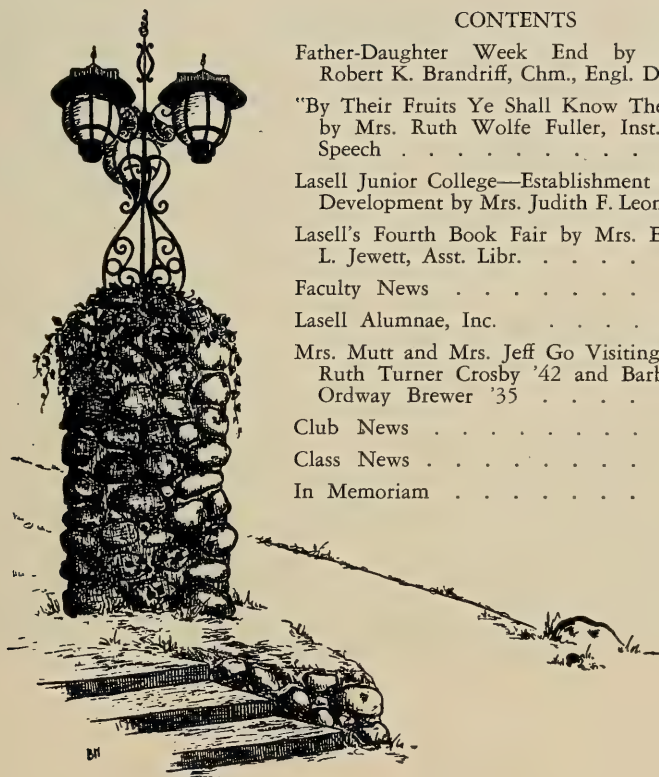 CONTENTS
Father-Daughter Week End by
Robert K. Brandriff, Chm., Engl. D
"By Their Fruits Ye Shall Know The
by Mrs. Ruth Wolfe Fuller, Inst.
Speech . . . . . . . . .
Lasell Junior College—Establishment
Development by Mrs. Judith F. Leon
Lasell's Fourth Book Fair by Mrs. E
L. Jewett, Asst. Libr. . . . . .
Faculty News . . . . . . .
Lasell Alumnae, Inc. . . . .
Mrs. Mutt and Mrs. Jeff Go Visiting
Ruth Turner Crosby '42 and Barb
Ordway Brewer '35 . . . . .
Club News . . . . . . . .
Class News . . . . . . . .
In Memoriam . . . . . . .
BM